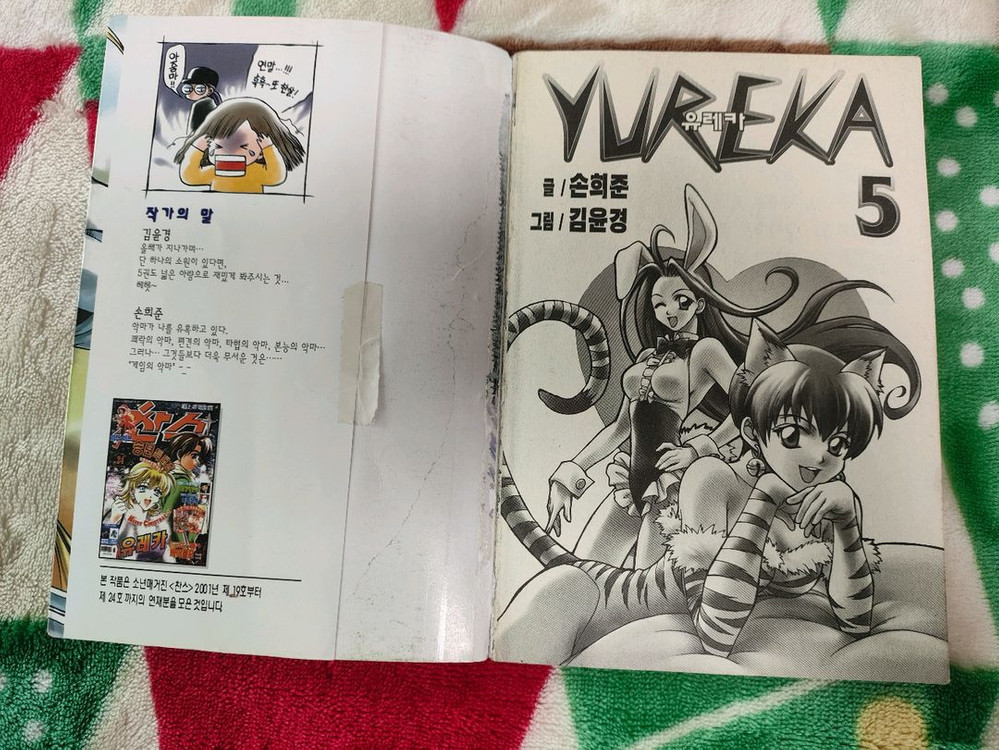 아줌마!!
연말...!!!
흑흑~또 한살!
작가의 말
김윤경
올해가 지나가며...
단 하나의 소원이 있다면,
5권도 넓은 아량으로 재밌게 봐주시는 것...
헤헷~
손희준
악마가 나를 유혹하고 있다.
쾌락의 악마, 편견의 악마, 타협의 악마, 본능의 악마...
그러나... 그것들보다 더욱 무서운 것은......
"게임의 악마" -_-
찬스
유레카
본 작품은 소년매거진 <찬스> 2001년 제 19호부터
제 24호 까지의 연재분을 모은 것입니다
YUREKA
유레카
5
글 / 손희준
그림 / 김윤경